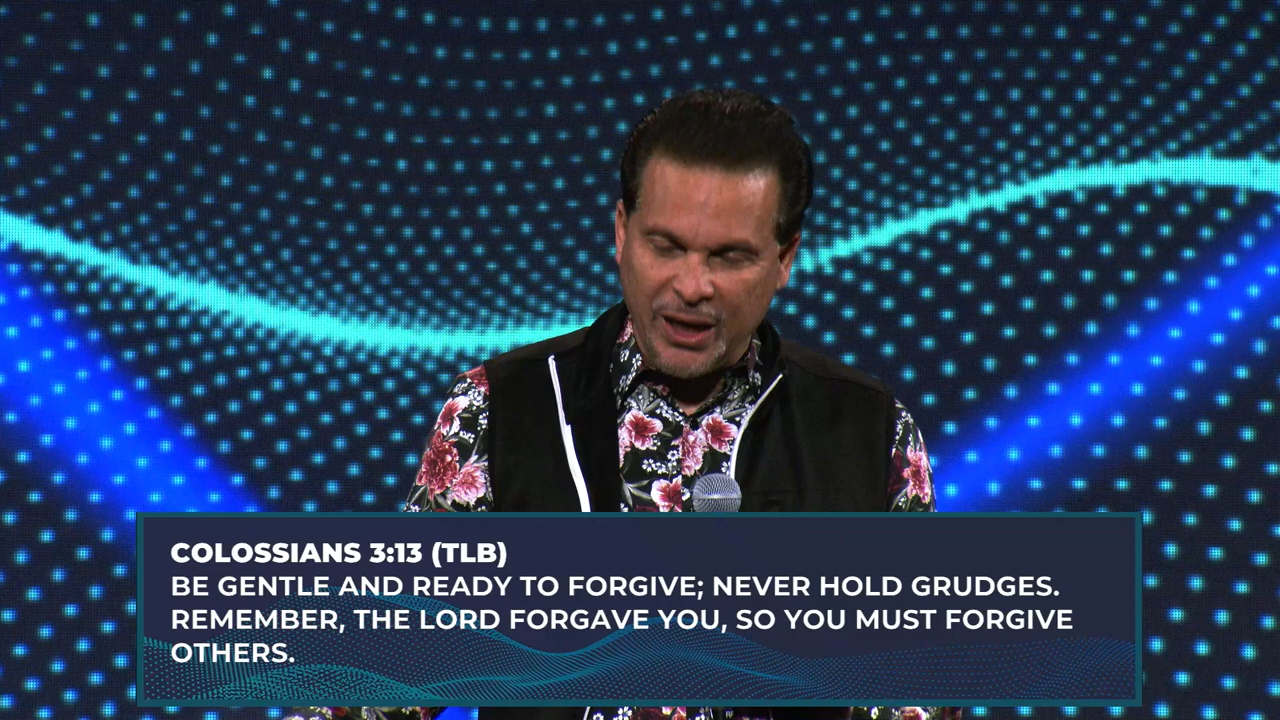 COLOSSIANS 3:13 (TLB)
BE GENTLE AND READY TO FORGIVE; NEVER HOLD GRUDGES.
REMEMBER, THE LORD FORGAVE YOU, SO YOU MUST FORGIVE
OTHERS.